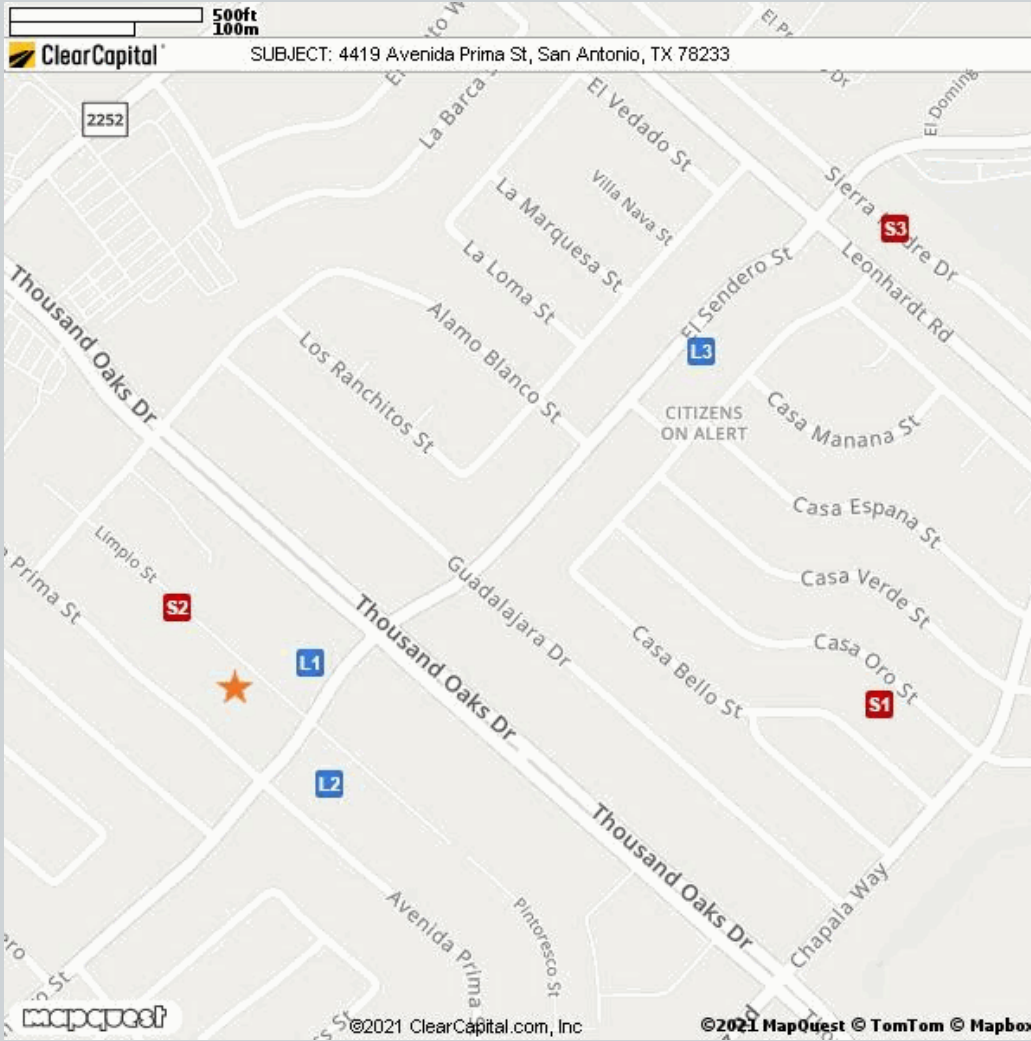 500ft
100m
ClearCapital
SUBJECT: 4419 Avenida Prima St, San Antonio, TX 78233
2252
La Barca
El Vedado St
El Doming
Villa Nava St
La Marquesa St
La Loma St
Sierra Madre Dr
S3
Leonhardt Rd
El Sendero St
Thousand Oaks Dr
Alamo Blanco St
Los Ranchitos St
L3
CITIZENS
ON ALERT
Casa Manana St
Casa Espana St
Casa Verde St
Casa Oro St
Casa Bello St
S1
Guadalajara Dr
Limpio St
Prima St
S2
L1
L2
Thousand Oaks Dr
Thousand Oaks Dr
Chapala Way
Avenida Prima S
Pintoresco St
mapquest
©2021 ClearCapital.com, Inc
©2021 MapQuest © TomTom © Mapbox